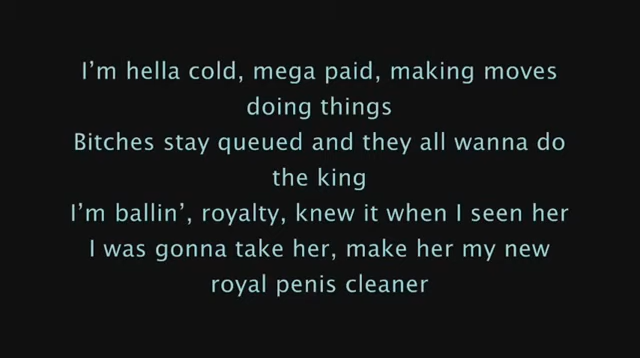 I’m hella cold, mega paid, making moves
doing things
Bitches stay queued and they all wanna do
the king
I’m ballin’, royalty, knew it when I seen her
I was gonna take her, make her my new
royal penis cleaner